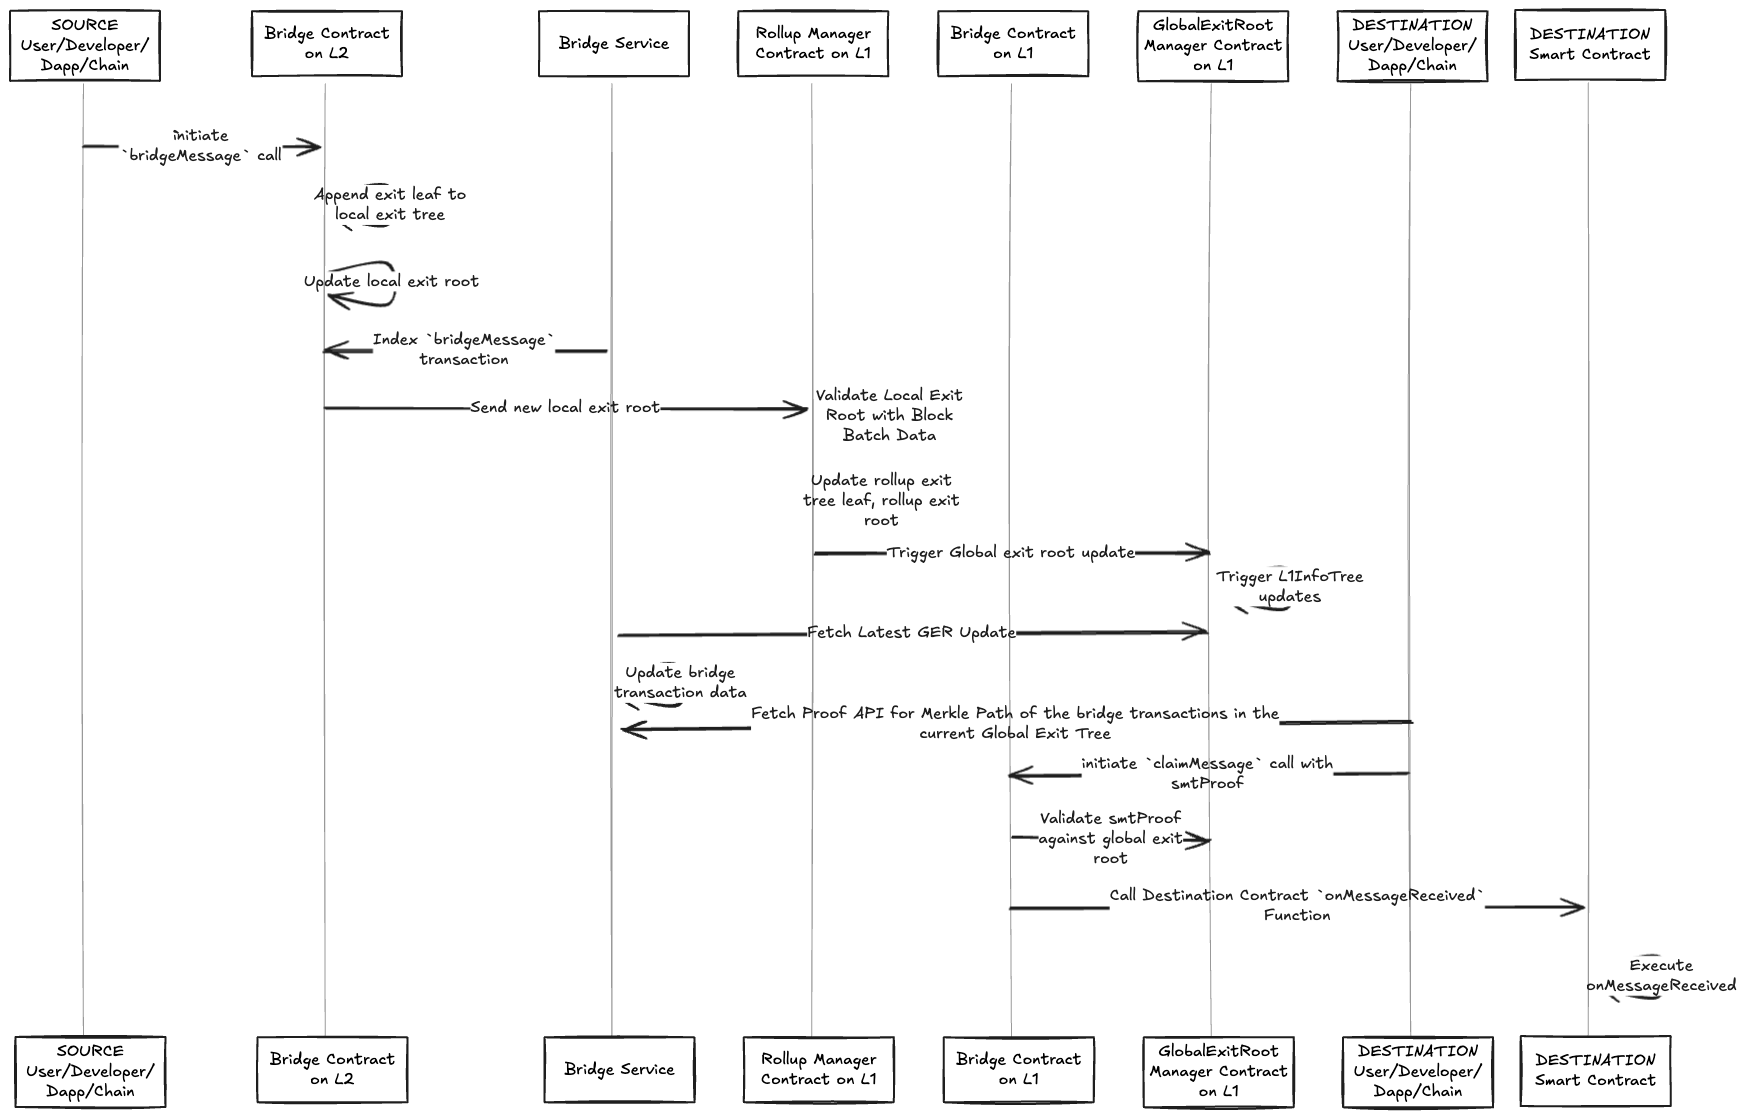 SOURCE
User/Developer/
Dapp/Chain
Bridge Contract
on L2
Bridge Service
Rollup Manager
Contract on L1
Bridge Contract
on L1
GlobalExitRoot
Manager Contract
on L1
DESTINATION
User/Developer/
Dapp/Chain
DESTINATION
Smart Contract
initiate
`bridgeMessage` call
Append exit leaf to
local exit tree
Update local exit root
Index `bridgeMessage`
transaction
Send new local exit root
Validate Local Exit
Root with Block
Batch Data
Update rollup exit
tree leaf, rollup exit
root
Trigger Global exit root update
Trigger L1InfoTree
updates
Fetch Latest GER Update
Update bridge
transaction data
Fetch Proof API for Merkle Path of the bridge transactions in the
current Global Exit Tree
initiate `claimMessage` call with
smtProof
Validate smtProof
against global exit
root
Call Destination Contract `onMessageReceived`
Function
Execute
onMessageReceived
SOURCE
User/Developer/
Dapp/Chain
Bridge Contract
on L2
Bridge Service
Rollup Manager
Contract on L1
Bridge Contract
on L1
GlobalExitRoot
Manager Contract
on L1
DESTINATION
User/Developer/
Dapp/Chain
DESTINATION
Smart Contract